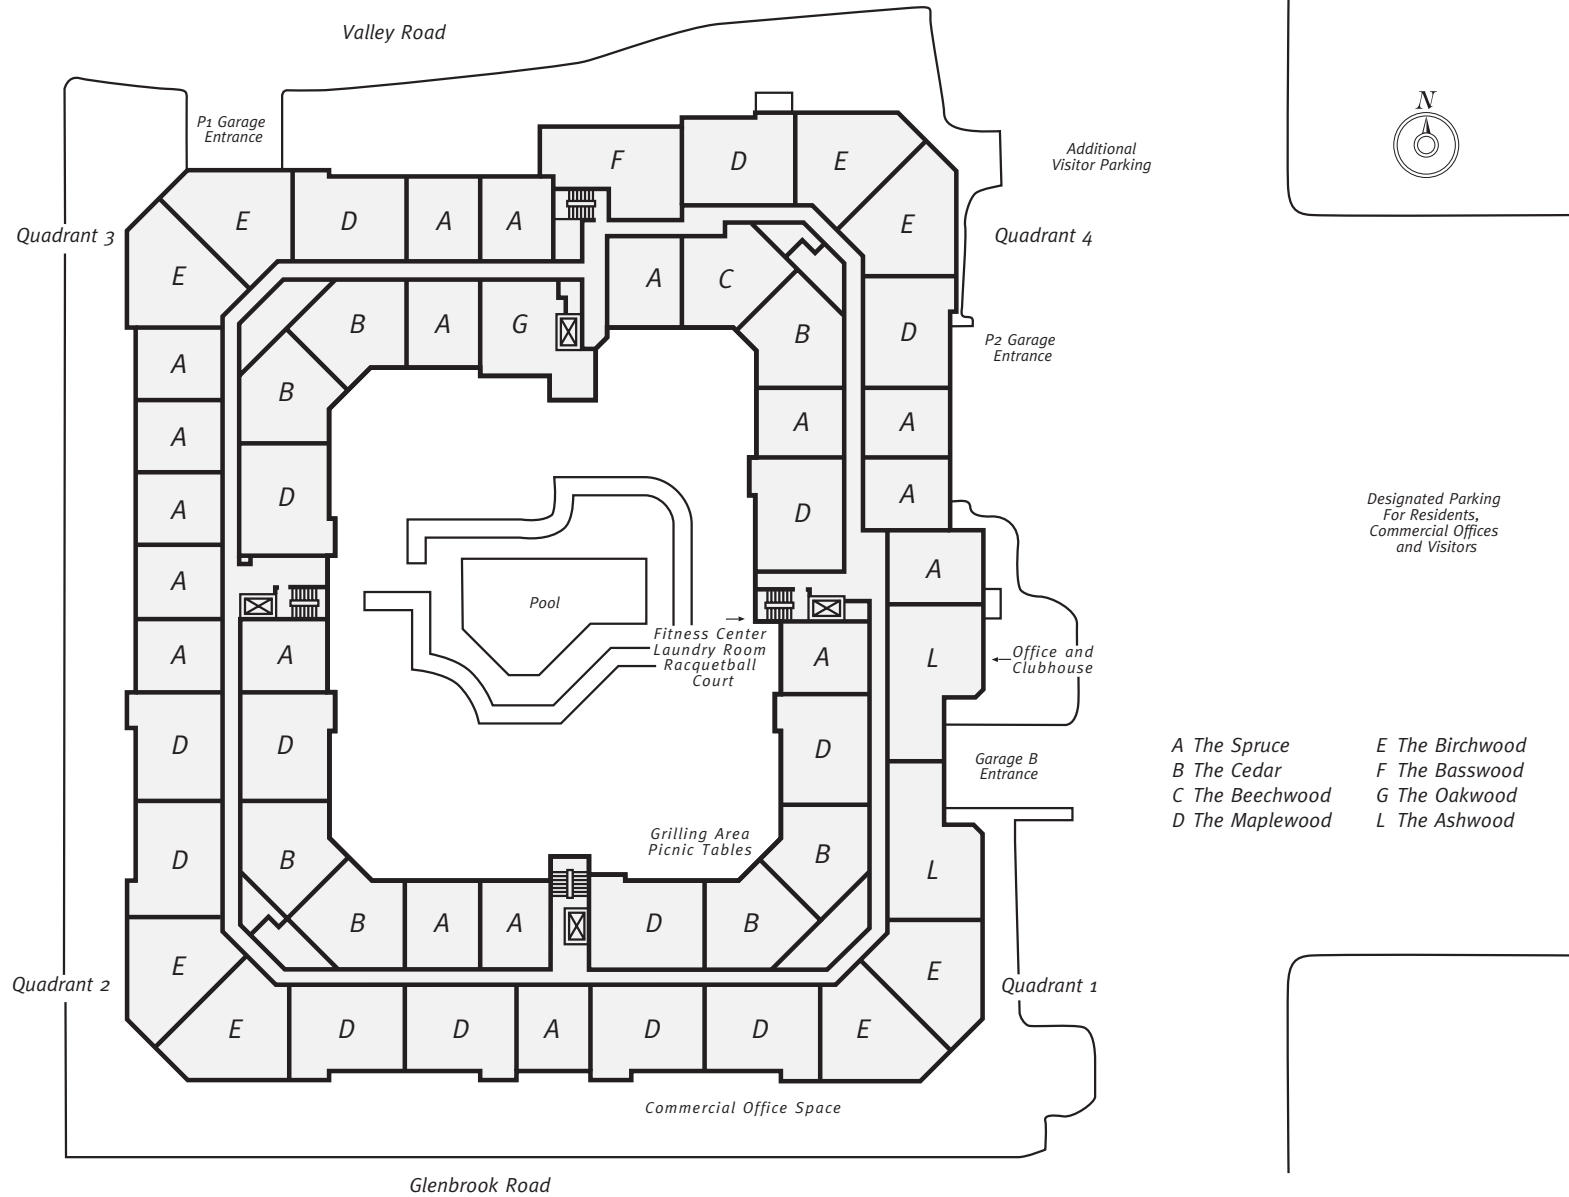 Valley Road
N
P1 Garage
Entrance
Additional
Visitor Parking
F
D
E
Quadrant 3
E
D
A
A
E
Quadrant 4
E
A
C
B
A
G
B
D
P2 Garage
Entrance
A
B
A
A
A
D
A
A
D
Designated Parking
For Residents,
Commercial Offices
and Visitors
A
A
Pool
Fitness Center
Laundry Room
Racquetball
Court
A
A
A
L
Office and
Clubhouse
D
D
D
Garage B
Entrance
A The Spruce
B The Cedar
C The Beechwood
D The Maplewood
E The Birchwood
F The Basswood
G The Oakwood
L The Ashwood
Grilling Area
Picnic Tables
D
B
B
L
B
A
A
D
B
E
E
Quadrant 2
Quadrant 1
E
D
D
A
D
D
E
Commercial Office Space
Glenbrook Road